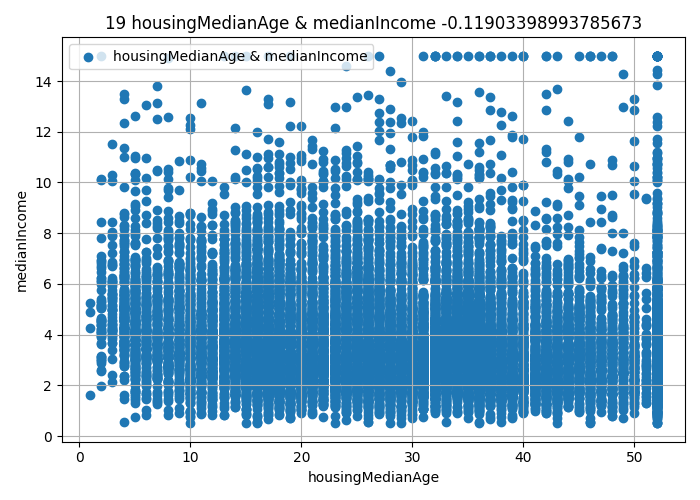 19 housingMedianAge & medianIncome -0.11903398993785673
housingMedianAge & medianIncome
14
12
10
8
6
4
2
0
medianIncome
0 10 20 30 40 50
housingMedianAge